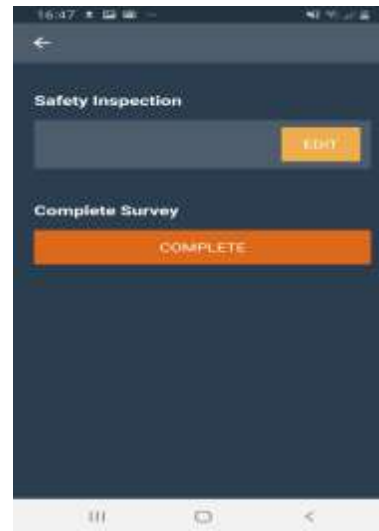 16:47
Safety Inspection
EDIT
Complete Survey
COMPLETE